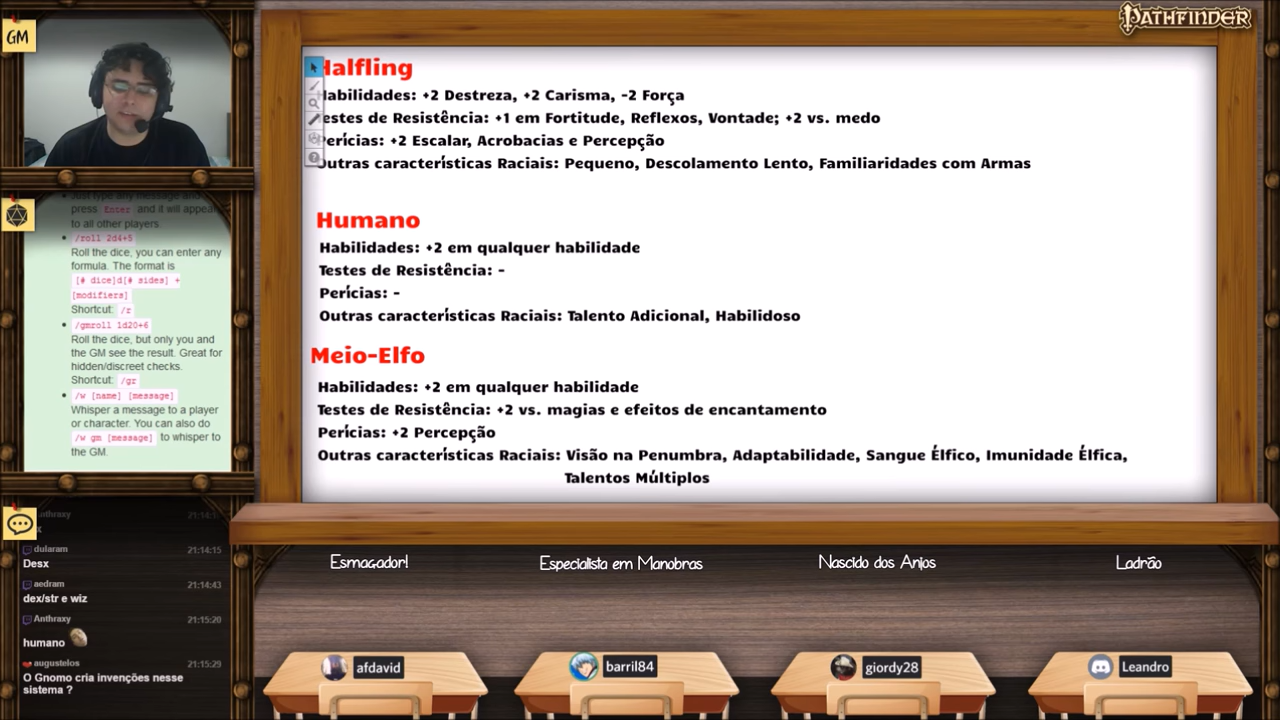 GM
PATHFINDER
Halfling
Habilidades: +2 Destreza, +2 Carisma, -2 Força
Testes de Resistência: +1 em Fortitude, Reflexos, Vontade; +2 vs. medo
Perícias: +2 Escalar, Acrobacias e Percepção
Outras características Raciais: Pequeno, Descolamento Lento, Familiaridades com Armas
Humano
Habilidades: +2 em qualquer habilidade
Testes de Resistência: -
Perícias: -
Outras características Raciais: Talento Adicional, Habilidoso
Meio-Elfo
Habilidades: +2 em qualquer habilidade
Testes de Resistência: +2 vs. magias e efeitos de encantamento
Perícias: +2 Percepção
Outras características Raciais: Visão na Penumbra, Adaptabilidade, Sangue Élfico, Imunidade Élfica,
Talentos Múltiplos
Just type any message and
press Enter and it will appear
to all other players.
/roll 2d4+5
Roll the dice, you can enter any
formula. The format is
[# dice]d[# sides] +
[modifiers]
Shortcut: /r
/gmroll 1d20+6
Roll the dice, but only you and
the GM see the result. Great for
hidden/discreet checks.
Shortcut: /gr
/w [name] [message]
Whisper a message to a player
or character. You can also do
/w gm [message] to whisper to
the GM.
dularam 21:14:15
Desx
aedram 21:14:43
dex/str e wiz
Anthraxy 21:15:20
humano
augustelos 21:15:29
O Gnomo cria invenções nesse
sistema ?
Esmagador! Especialista em Manobras Nascido dos Anjos Ladrão
afdavid barril84 giordy28 Leandro